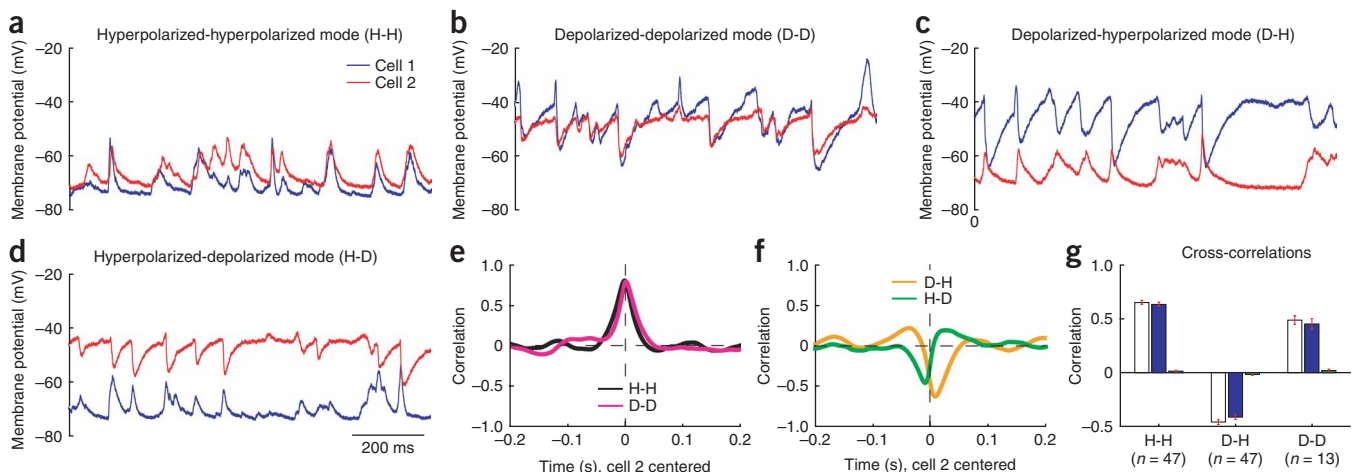 a
Hyperpolarized-hyperpolarized mode (H-H)
Membrane potential (mV)
–20
–40
–60
–80
Cell 1
Cell 2
b
Depolarized-depolarized mode (D-D)
Membrane potential (mV)
–20
–40
–60
–80
c
Depolarized-hyperpolarized mode (D-H)
Membrane potential (mV)
–20
–40
–60
–80
0
d
Hyperpolarized-depolarized mode (H-D)
Membrane potential (mV)
–20
–40
–60
–80
200 ms
e
Correlation
1.0
0.5
0
–0.5
–1.0
H-H
D-D
–0.2 –0.1 0 0.1 0.2
Time (s), cell 2 centered
f
Correlation
1.0
0.5
0
–0.5
–1.0
D-H
H-D
–0.2 –0.1 0 0.1 0.2
Time (s), cell 2 centered
g
Cross-correlations
Correlation
1.0
0.5
0
–0.5
H-H D-H D-D
(n = 47) (n = 47) (n = 13)